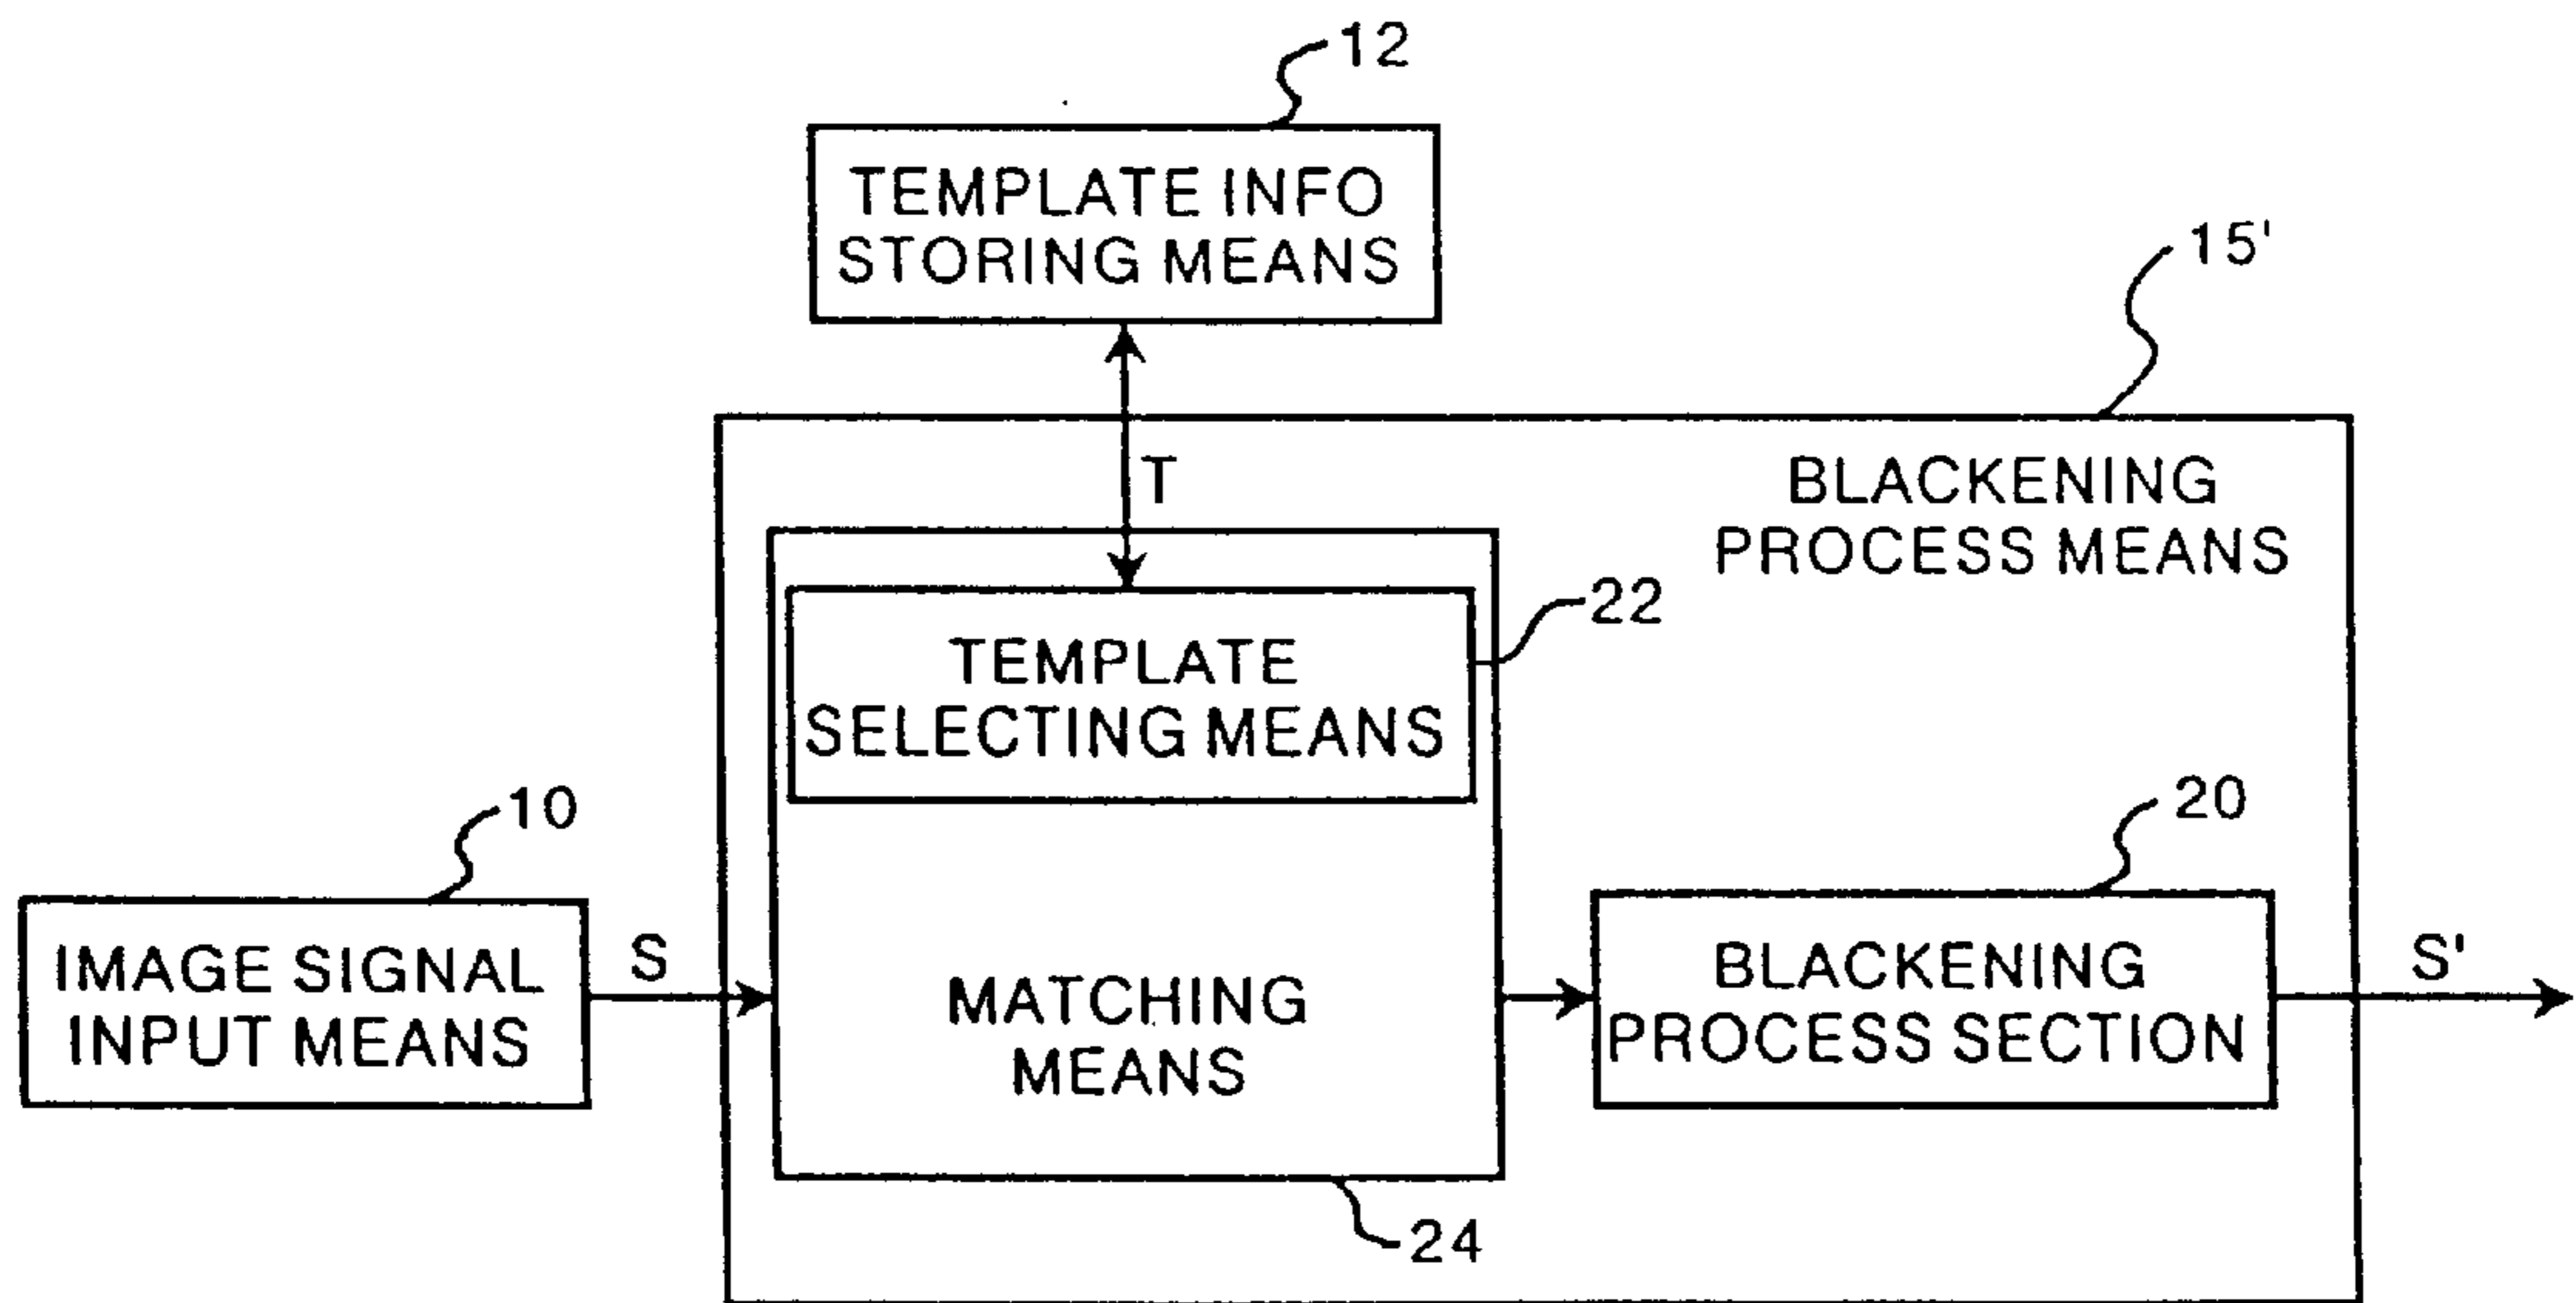 12
TEMPLATE INFO
STORING MEANS
15'
T
BLACKENING
PROCESS MEANS
22
TEMPLATE
SELECTING MEANS
10
20
IMAGE SIGNAL
INPUT MEANS
S
MATCHING
MEANS
BLACKENING
PROCESS SECTION
S'
24